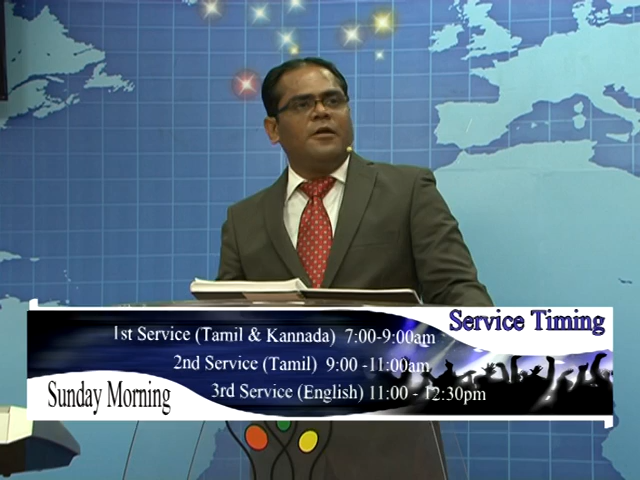 Service Timing
1st Service (Tamil & Kannada) 7:00-9:00am
2nd Service (Tamil) 9:00 -11:00am
Sunday Morning
3rd Service (English) 11:00 - 12:30pm